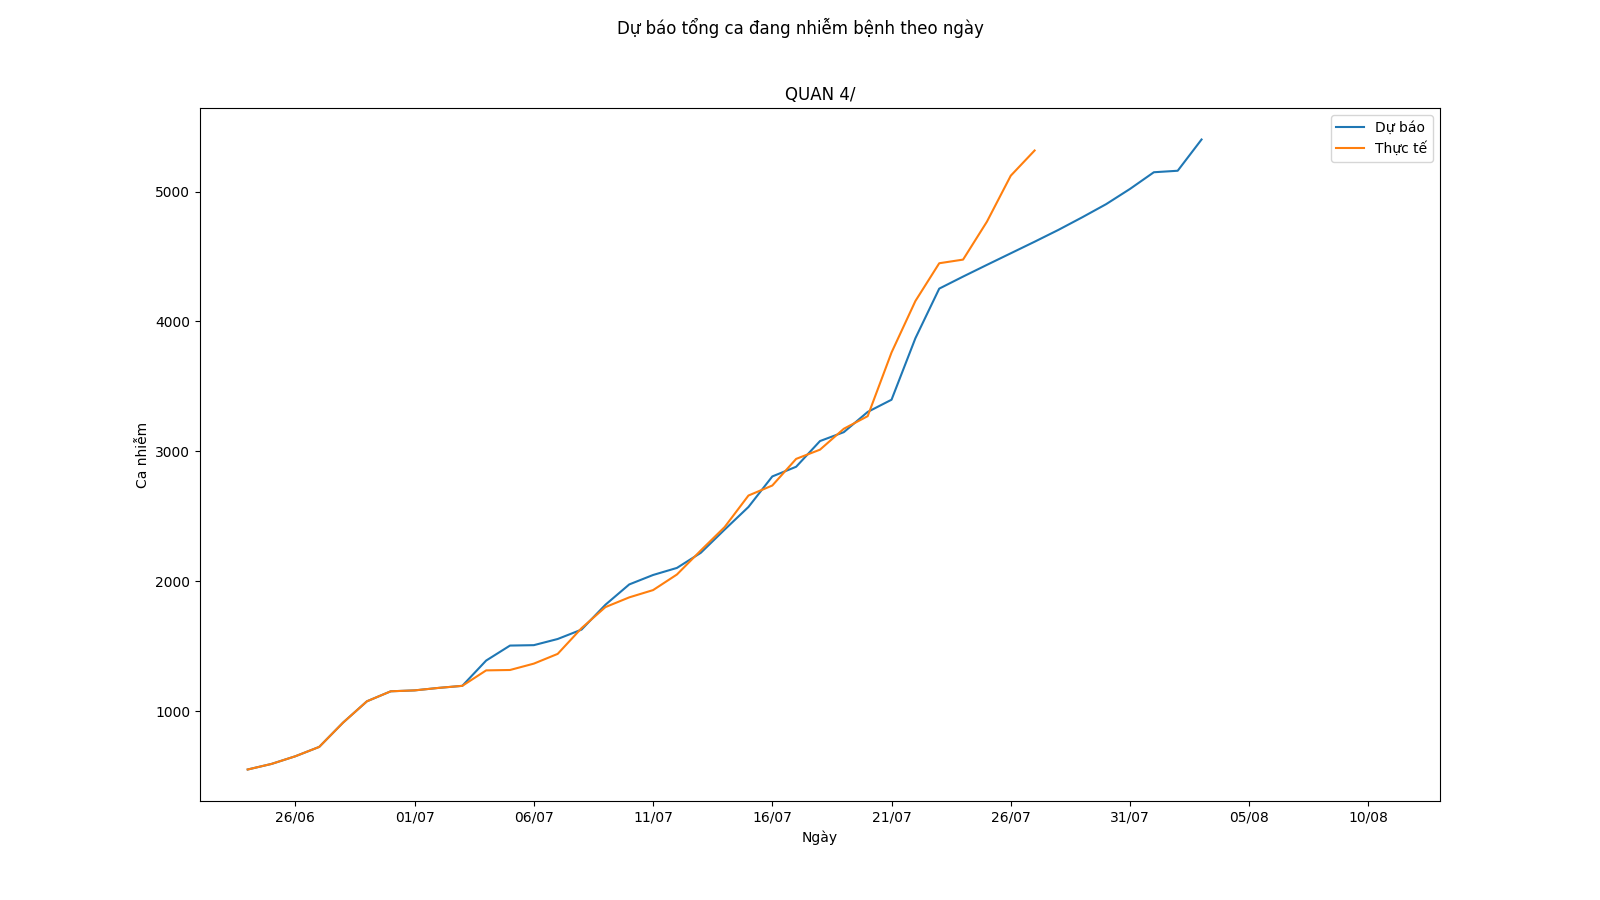 Dự báo tổng ca đang nhiễm bệnh theo ngày
QUAN 4/
Dự báo
Thực tế
5000
4000
3000
2000
1000
Ca nhiễm
26/06 01/07 06/07 11/07 16/07 21/07 26/07 31/07 05/08 10/08
Ngày